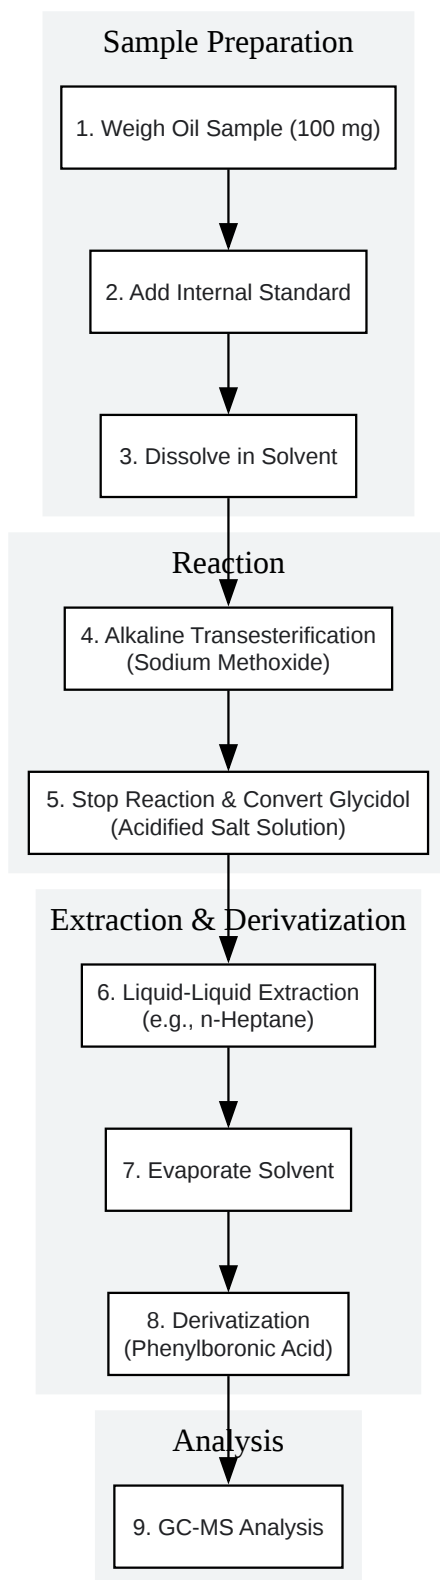 Sample Preparation
1. Weigh Oil Sample (100 mg)
2. Add Internal Standard
3. Dissolve in Solvent
Reaction
4. Alkaline Transesterification
(Sodium Methoxide)
5. Stop Reaction & Convert Glycidol
(Acidified Salt Solution)
Extraction & Derivatization
6. Liquid-Liquid Extraction
(e.g., n-Heptane)
7. Evaporate Solvent
8. Derivatization
(Phenylboronic Acid)
Analysis
9. GC-MS Analysis